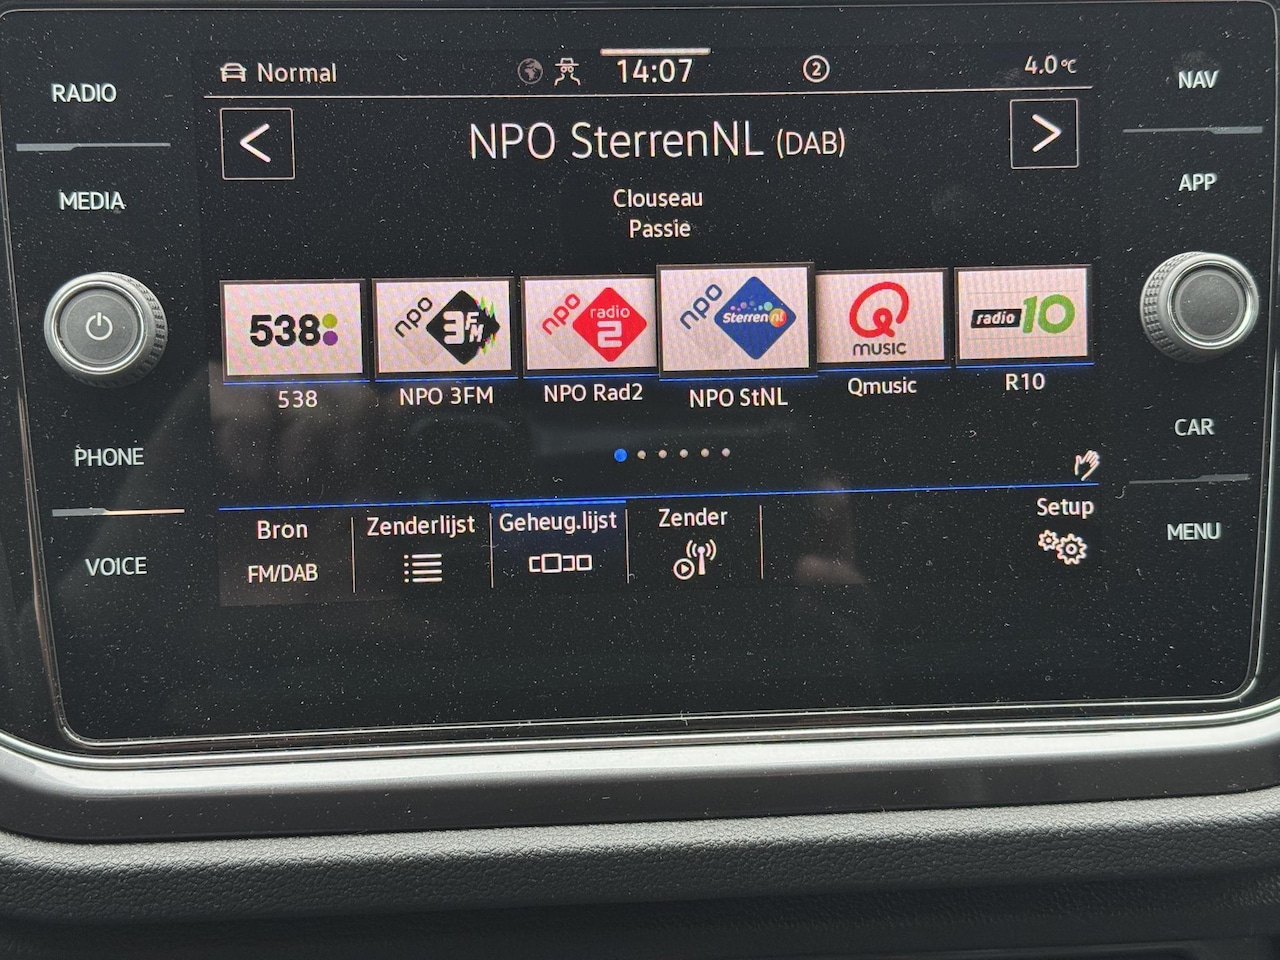 RADIO
MEDIA
PHONE
VOICE
Normal
14:07
2
4.0°C
<
NPO SterrenNL (DAB)
>
Clouseau
Passie
538
npo 3FM
npo radio 2
npo Sterren nl
Q MUSIC
radio 10
538
NPO 3FM
NPO Rad2
NPO StNL
Qmusic
R10
Bron
FM/DAB
Zenderlijst
Geheug.lijst
Zender
Setup
NAV
APP
CAR
MENU